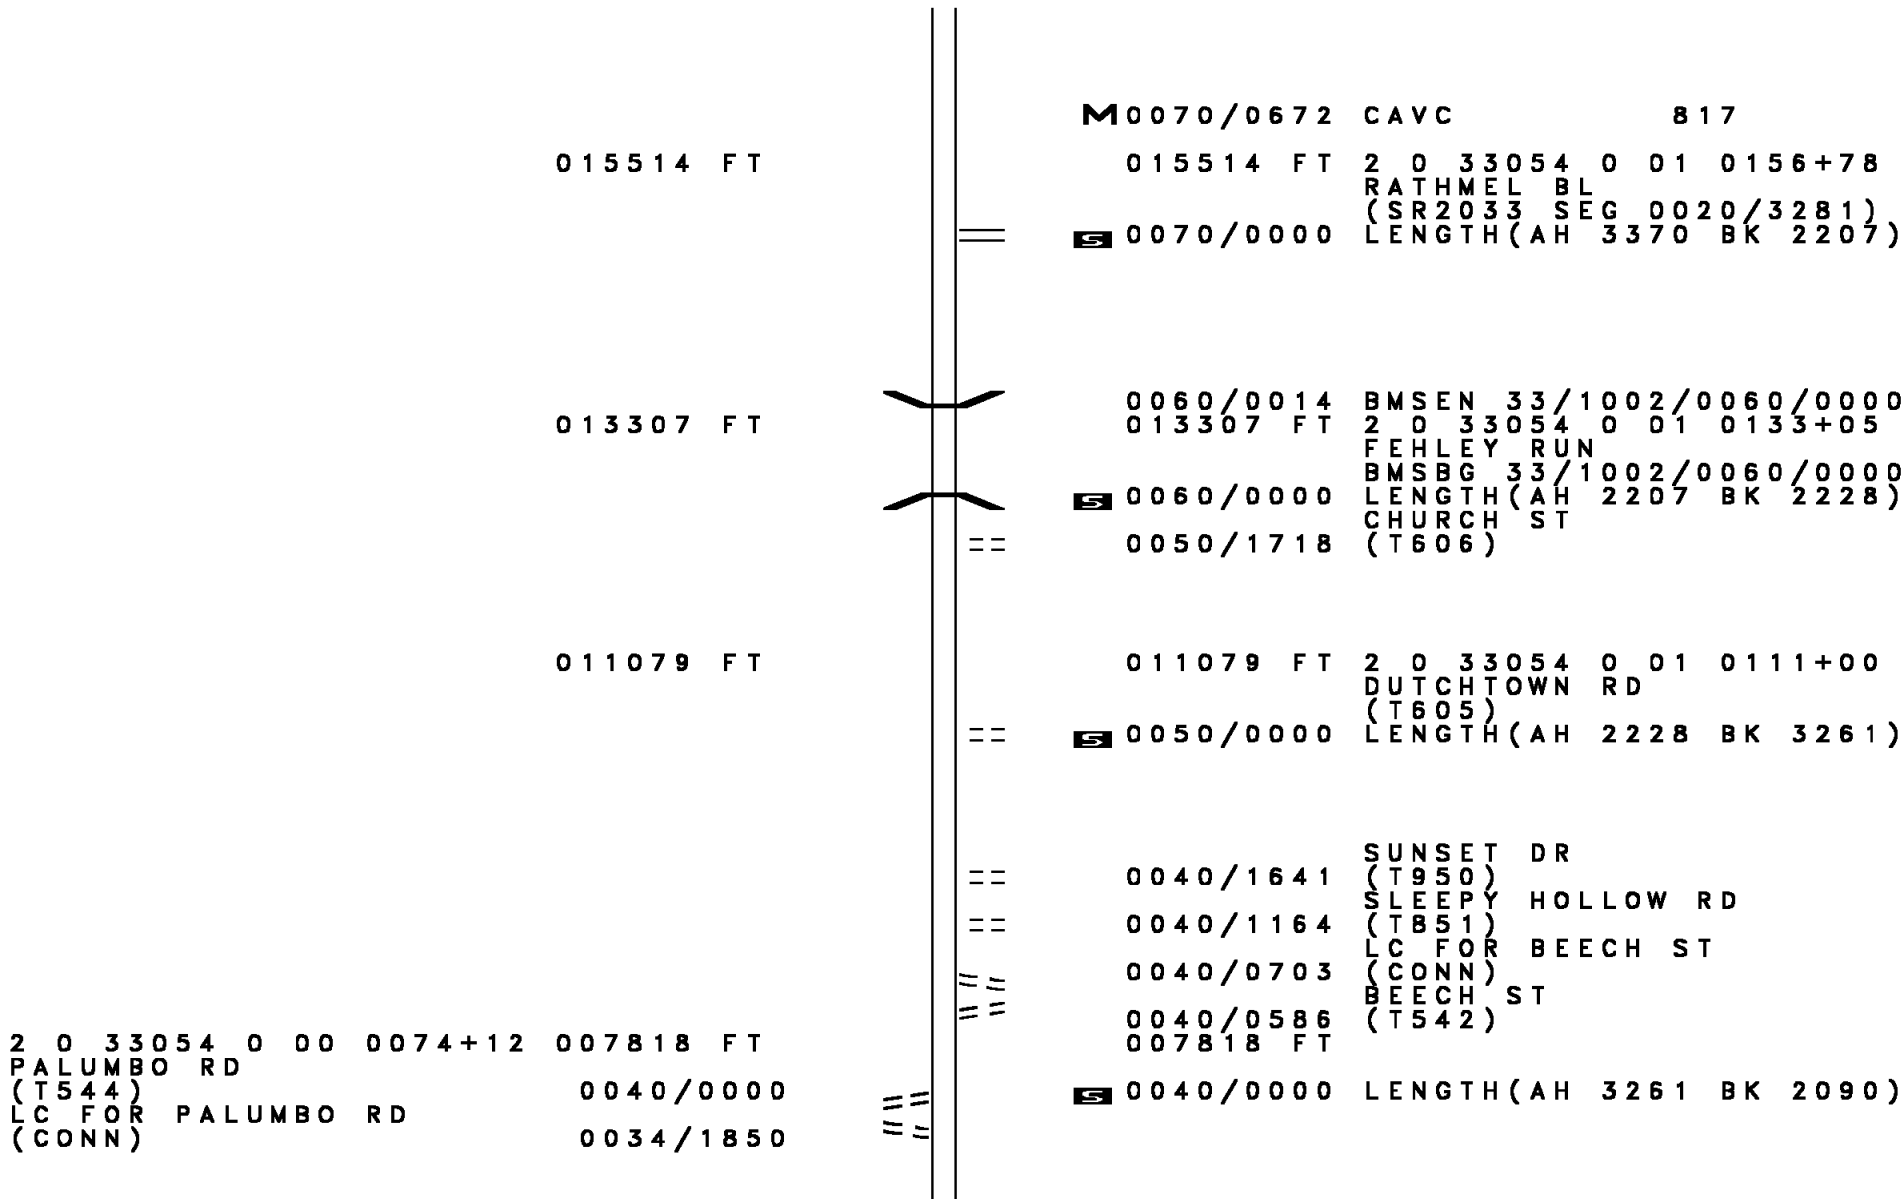 M 0070/0672 CAVC 817
015514 FT 015514 FT 2 0 33054 0 01 0156+78
RATHMEL BL
(SR2033 SEG 0020/3281)
S 0070/0000 LENGTH(AH 3370 BK 2207)
0060/0014 BMSEN 33/1002/0060/0000
013307 FT 013307 FT 2 0 33054 0 01 0133+05
FEHLEY RUN
BMSBG 33/1002/0060/0000
S 0060/0000 LENGTH(AH 2207 BK 2228)
CHURCH ST
== 0050/1718 (T606)
011079 FT 011079 FT 2 0 33054 0 01 0111+00
DUTCHTOWN RD
(T605)
== S 0050/0000 LENGTH(AH 2228 BK 3261)
SUNSET DR
== 0040/1641 (T950)
SLEEPY HOLLOW RD
== 0040/1164 (T851)
LC FOR BEECH ST
0040/0703 (CONN)
BEECH ST
0040/0586 (T542)
2 0 33054 0 00 0074+12 007818 FT 007818 FT
PALUMBO RD
(T544) 0040/0000 S 0040/0000 LENGTH(AH 3261 BK 2090)
LC FOR PALUMBO RD
(CONN) 0034/1850